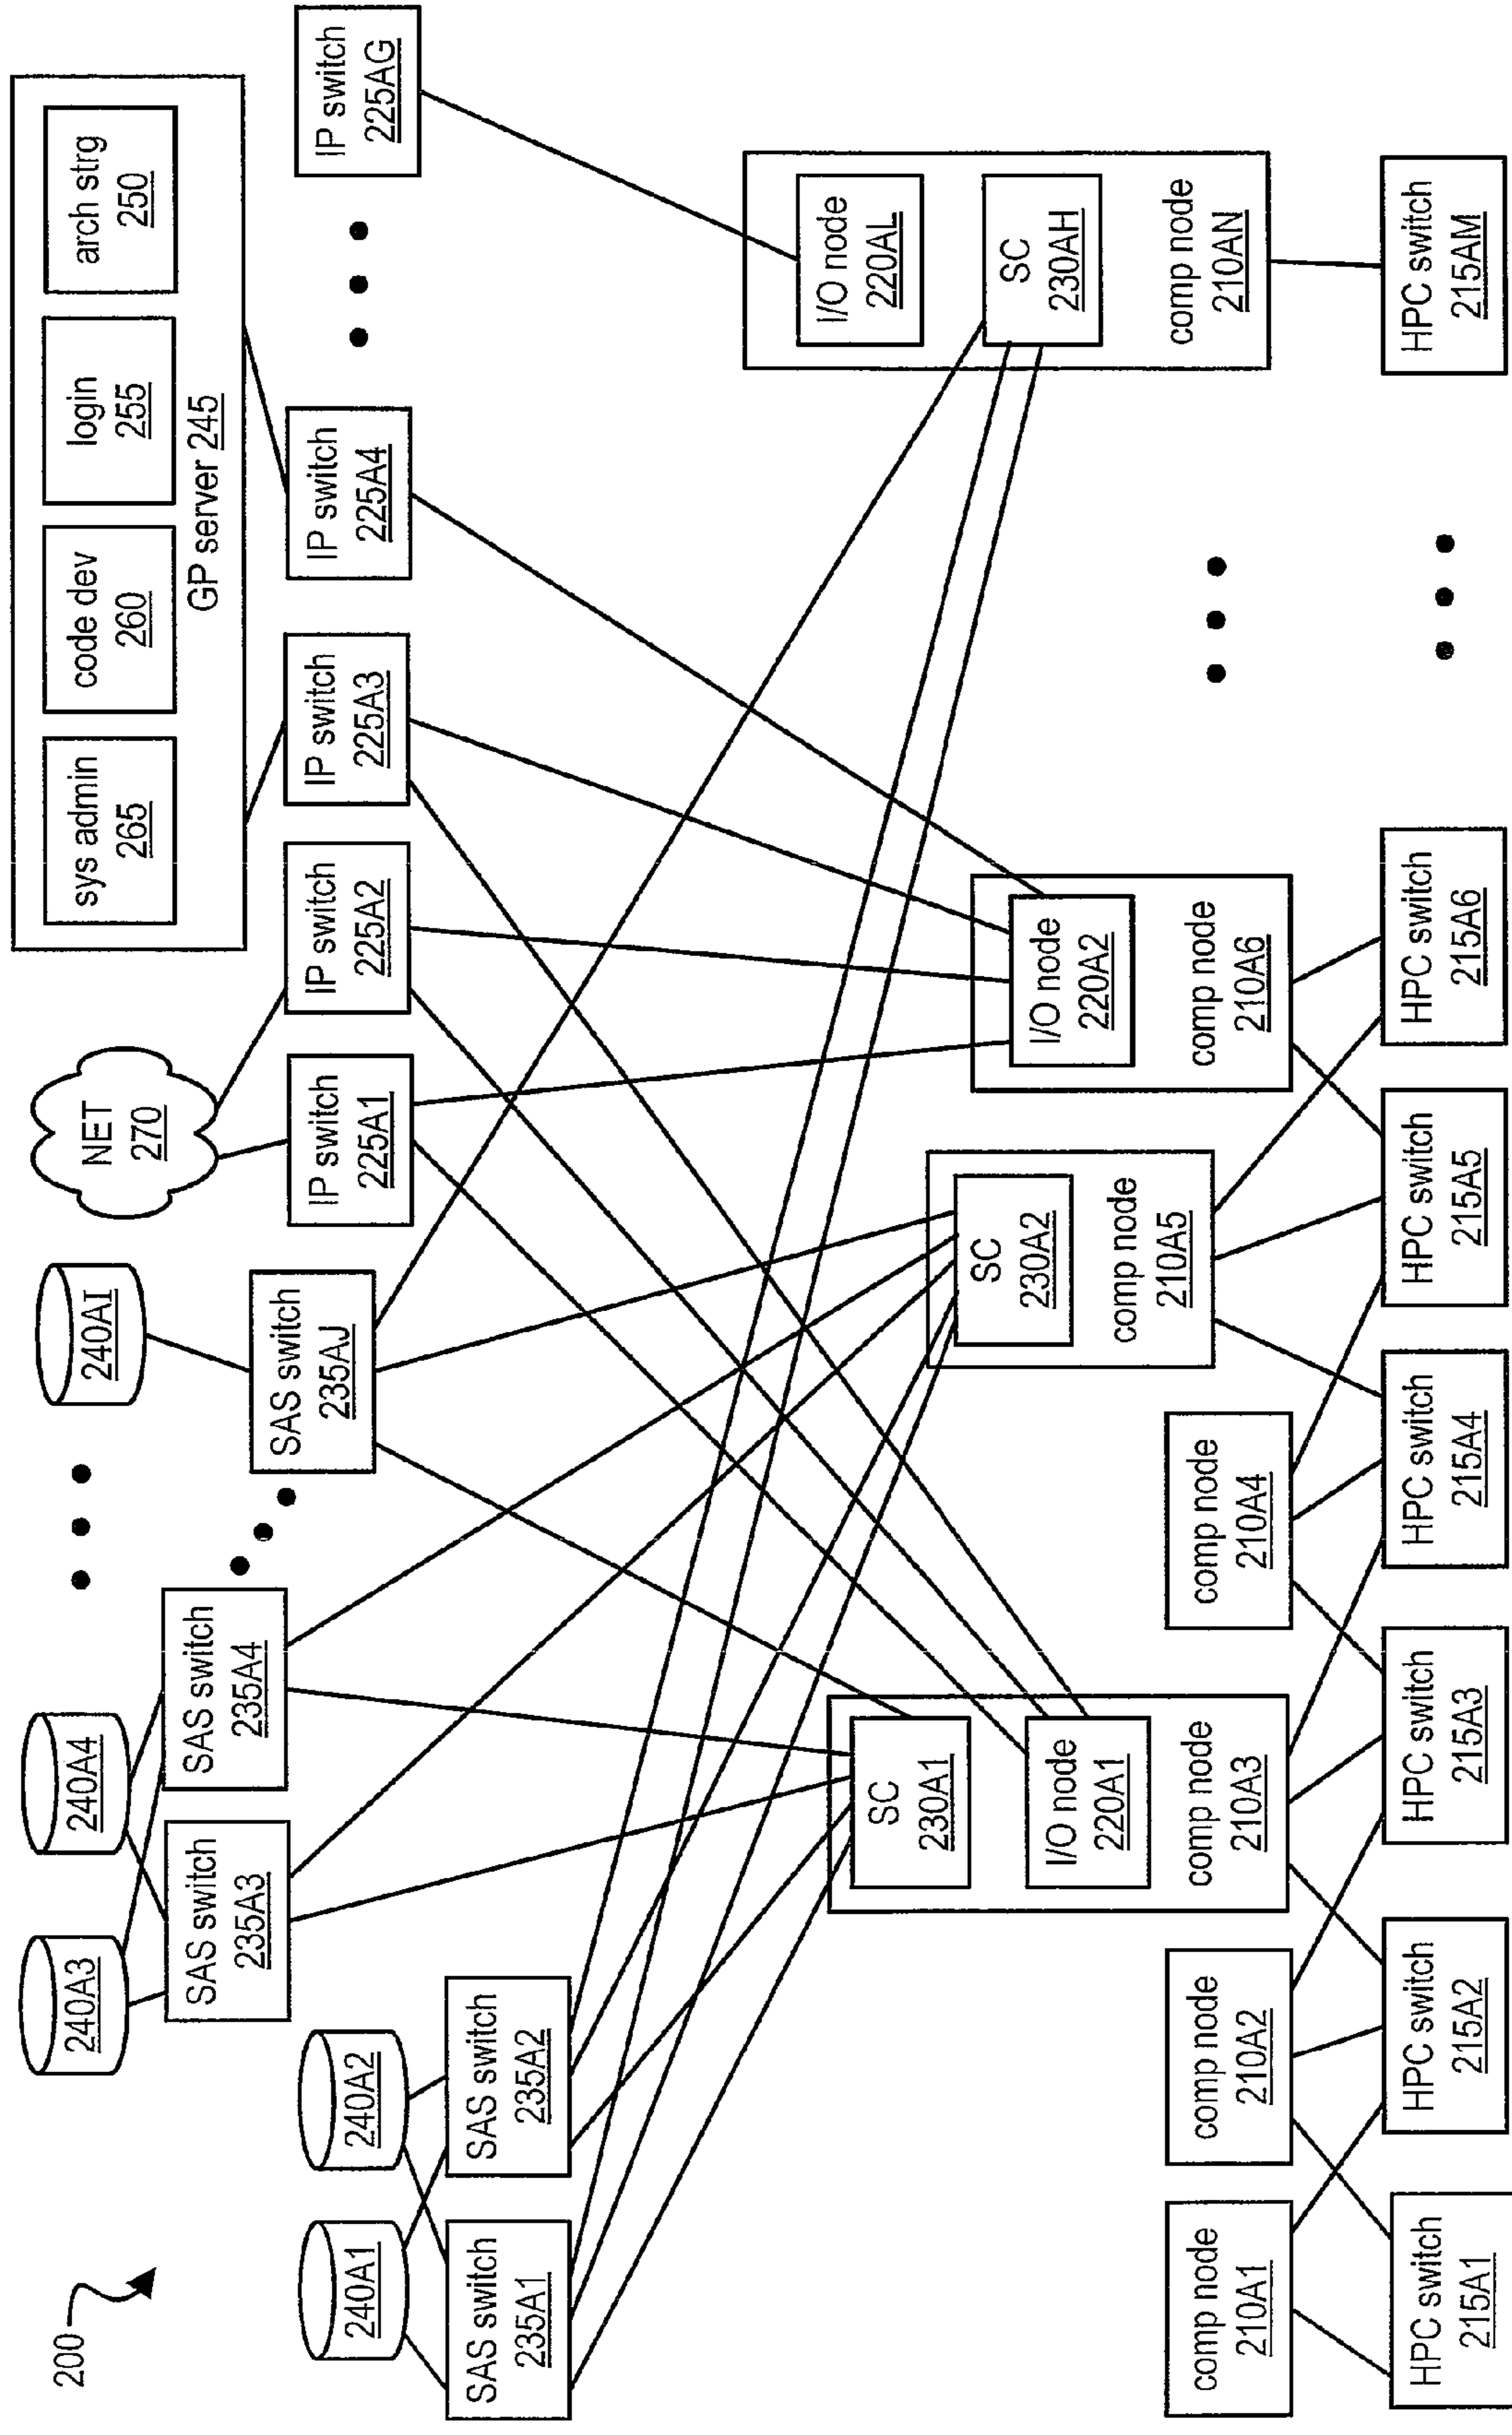 200
240A1
240A2
240A3
240A4
240AI
NET
270
sys admin
265
code dev
260
login
255
arch strg
250
GP server 245
SAS switch
235A1
SAS switch
235A2
SAS switch
235A3
SAS switch
235A4
SAS switch
235AJ
IP switch
225A1
IP switch
225A2
IP switch
225A3
IP switch
225A4
IP switch
225AG
SC
230A1
I/O node
220A1
comp node
210A3
SC
230A2
comp node
210A5
I/O node
220A2
comp node
210A6
I/O node
220AL
SC
230AH
comp node
210AN
comp node
210A1
comp node
210A2
comp node
210A4
HPC switch
215A1
HPC switch
215A2
HPC switch
215A3
HPC switch
215A4
HPC switch
215A5
HPC switch
215A6
HPC switch
215AM